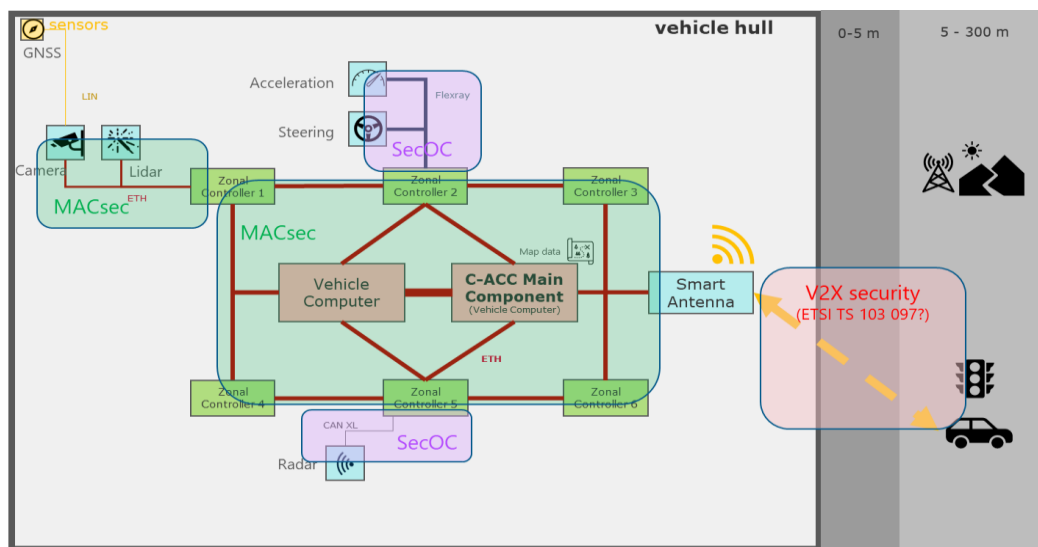 sensors
vehicle hull
0-5 m
5 - 300 m
GNSS
Acceleration
Flexray
LIN
Steering
SecOC
Camera
Lidar
ETH
MACsec
Zonal
Controller 1
Zonal
Controller 2
Zonal
Controller 3
MACsec
Map data
Vehicle
Computer
C-ACC Main
Component
(Vehicle Computer)
Smart
Antenna
V2X security
(ETSI TS 103 097?)
ETH
Zonal
Controller 4
Zonal
Controller 5
Zonal
Controller 6
CAN XL
SecOC
Radar